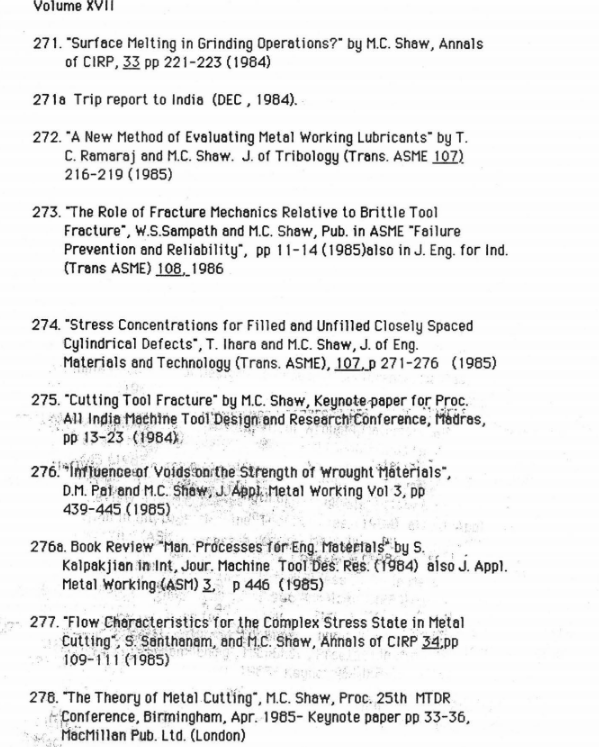 Volume XVII
271. "Surface Melting in Grinding Operations?" by M.C. Shaw, Annals
of CIRP, 33 pp 221-223 (1984)
271a Trip report to India (DEC , 1984).
272. "A New Method of Evaluating Metal Working Lubricants" by T.
C. Ramaraj and M.C. Shaw. J. of Tribology (Trans. ASME 107)
216-219 (1985)
273. "The Role of Fracture Mechanics Relative to Brittle Tool
Fracture", W.S.Sampath and M.C. Shaw, Pub. in ASME "Failure
Prevention and Reliability", pp 11-14 (1985)also in J. Eng. for Ind.
(Trans ASME) 108, 1986
274. "Stress Concentrations for Filled and Unfilled Closely Spaced
Cylindrical Defects", T. Ihara and M.C. Shaw, J. of Eng.
Materials and Technology (Trans. ASME), 107, p 271-276 (1985)
275. "Cutting Tool Fracture" by M.C. Shaw, Keynote paper for Proc.
All India Machine Tool Design and Research Conference, Madras,
pp 13-23 (1984)
276. "Influence of Voids on the Strength of Wrought Materials",
D.M. Pai and M.C. Shaw, J. Appl. Metal Working Vol 3, pp
439-445 (1985)
276a. Book Review "Man. Processes for Eng. Materials" by S.
Kalpakjian in Int, Jour. Machine Tool Des. Res. (1984) also J. Appl.
Metal Working (ASM) 3, p 446 (1985)
277. "Flow Characteristics for the Complex Stress State in Metal
Cutting", S. Santhanam, and M.C. Shaw, Annals of CIRP 34,pp
109-111 (1985)
278. "The Theory of Metal Cutting", M.C. Shaw, Proc. 25th MTDR
Conference, Birmingham, Apr. 1985- Keynote paper pp 33-36,
MacMillan Pub. Ltd. (London)